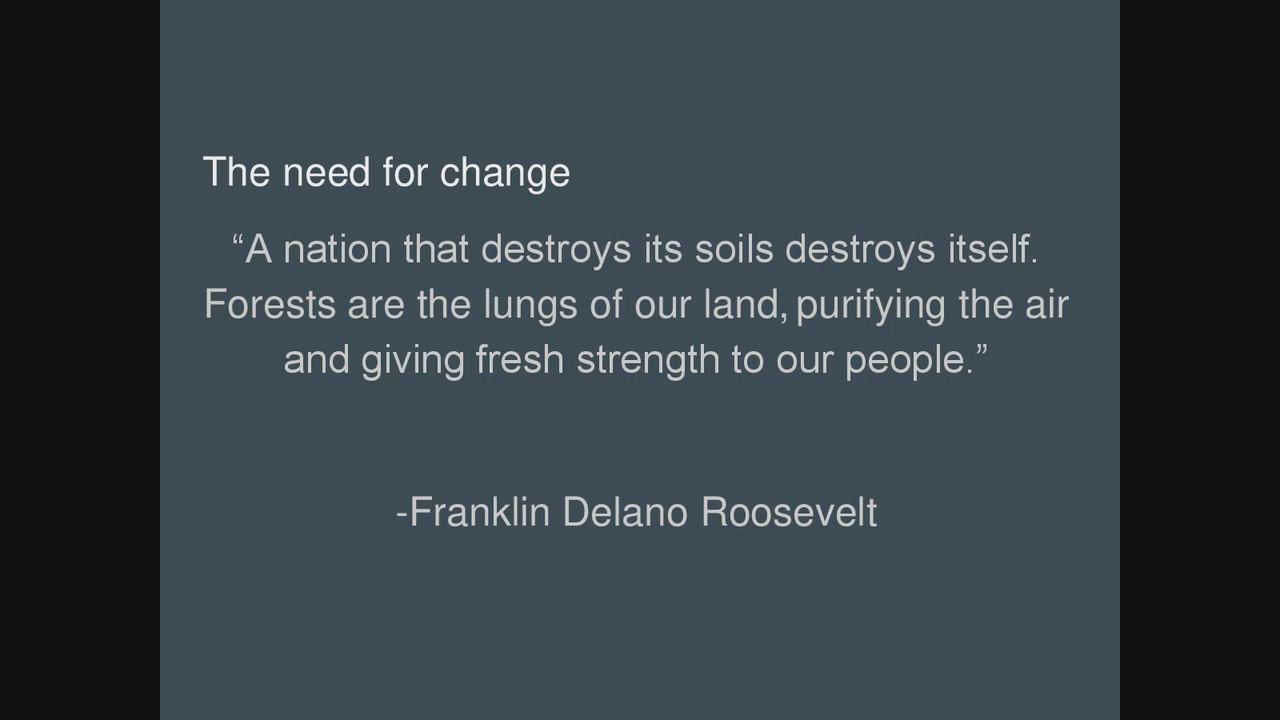 The need for change
“A nation that destroys its soils destroys itself.
Forests are the lungs of our land, purifying the air
and giving fresh strength to our people.”
-Franklin Delano Roosevelt